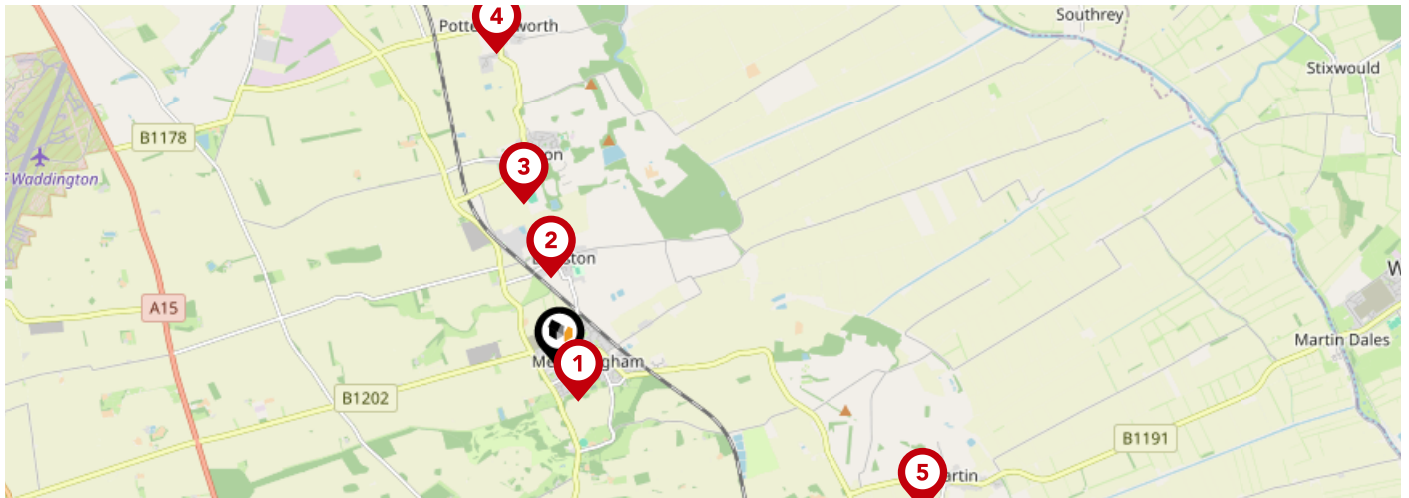 4
Southrey
Stixwould
B1178
3
Waddington
2
A15
1
Martin Dales
B1202
B1191
5